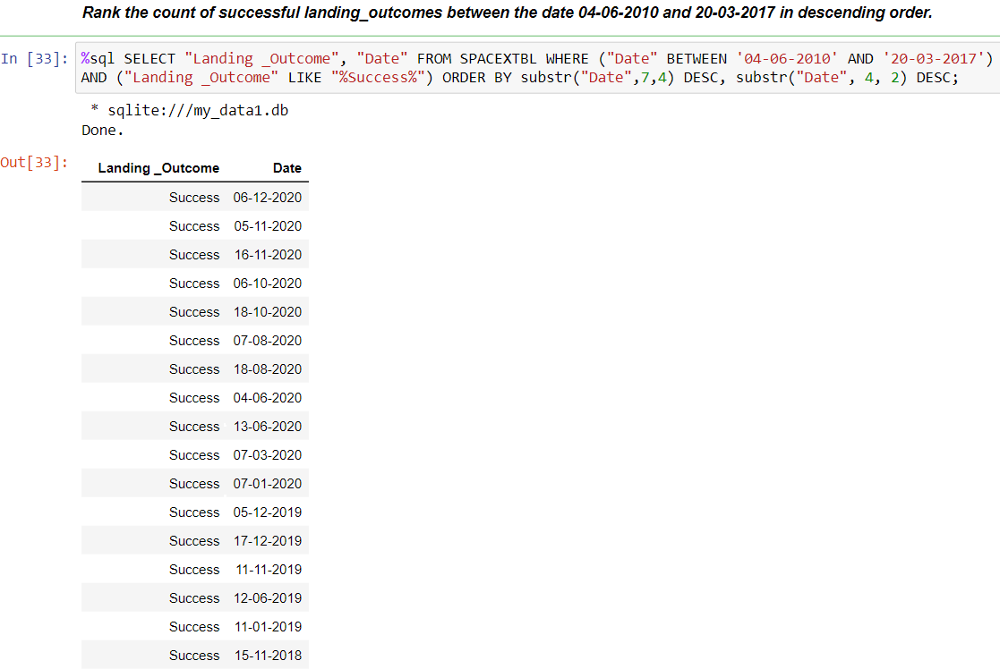 Rank the count of successful landing_outcomes between the date 04-06-2010 and 20-03-2017 in descending order.
In [33]: %sql SELECT "Landing _Outcome", "Date" FROM SPACEXTBL WHERE ("Date" BETWEEN '04-06-2010' AND '20-03-2017')
AND ("Landing _Outcome" LIKE "%Success%") ORDER BY substr("Date",7,4) DESC, substr("Date", 4, 2) DESC;
* sqlite:///my_data1.db
Done.
Out[33]:
Landing _Outcome Date
Success 06-12-2020
Success 05-11-2020
Success 16-11-2020
Success 06-10-2020
Success 18-10-2020
Success 07-08-2020
Success 18-08-2020
Success 04-06-2020
Success 13-06-2020
Success 07-03-2020
Success 07-01-2020
Success 05-12-2019
Success 17-12-2019
Success 11-11-2019
Success 12-06-2019
Success 11-01-2019
Success 15-11-2018